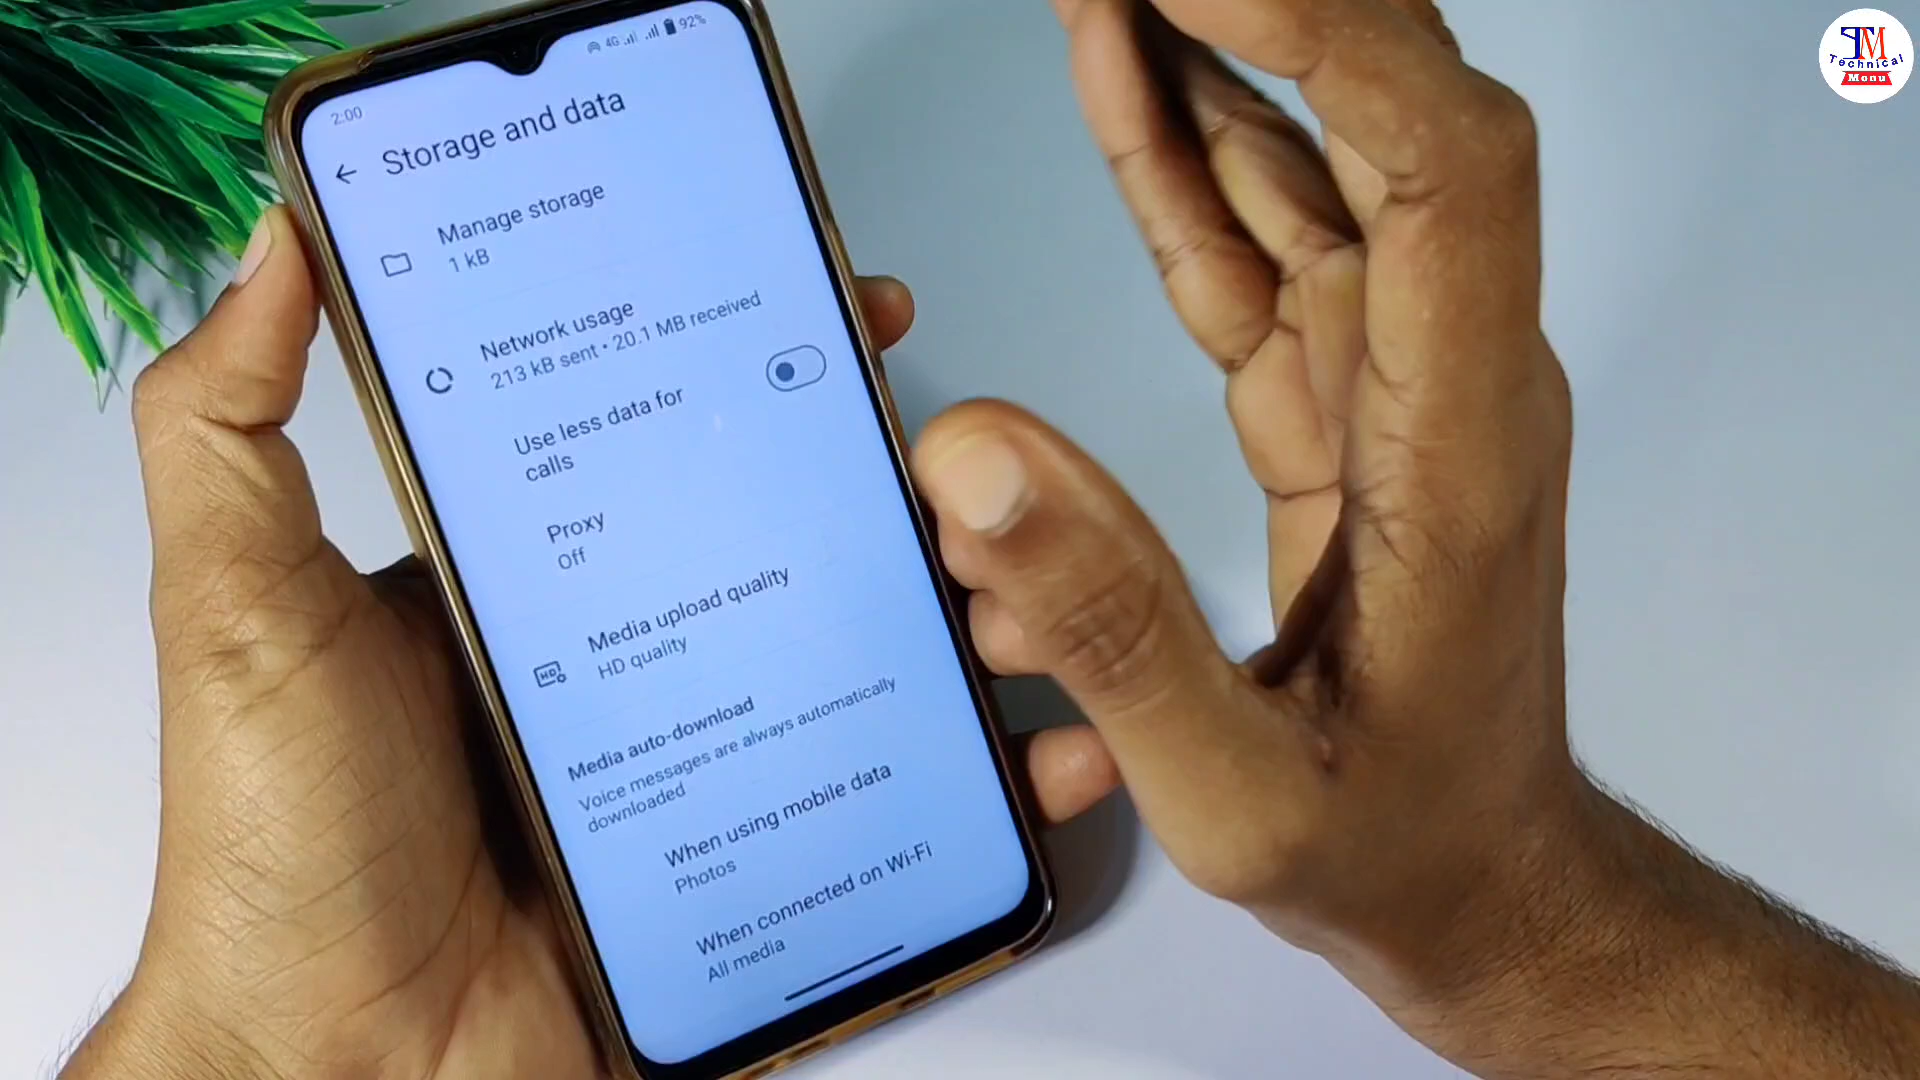 2:00
4G
92%
Storage and data
Manage storage
1 kB
Network usage
213 kB sent • 20.1 MB received
Use less data for
calls
Proxy
Off
Media upload quality
HD quality
HD
Media auto-download
Voice messages are always automatically
downloaded
When using mobile data
Photos
When connected on Wi-Fi
All media
TM
Technical
Monu